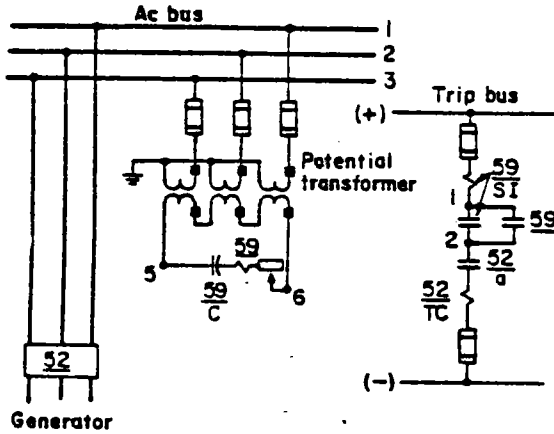 Ac bus
1
2
3
Trip bus
(+)
Potential
transformer
59
SI
1
59
2
59
5
59
C
6
52
a
52
TC
52
(-)
Generator